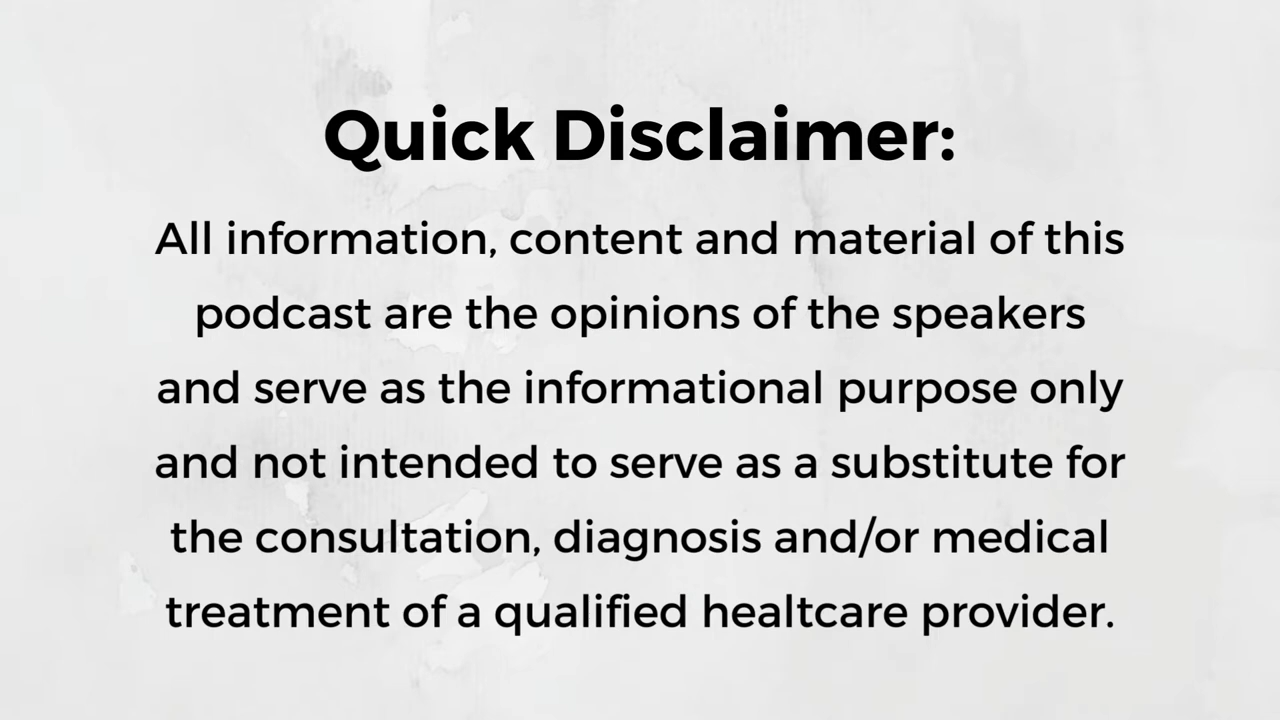 Quick Disclaimer:
All information, content and material of this
podcast are the opinions of the speakers
and serve as the informational purpose only
and not intended to serve as a substitute for
the consultation, diagnosis and/or medical
treatment of a qualified healtcare provider.